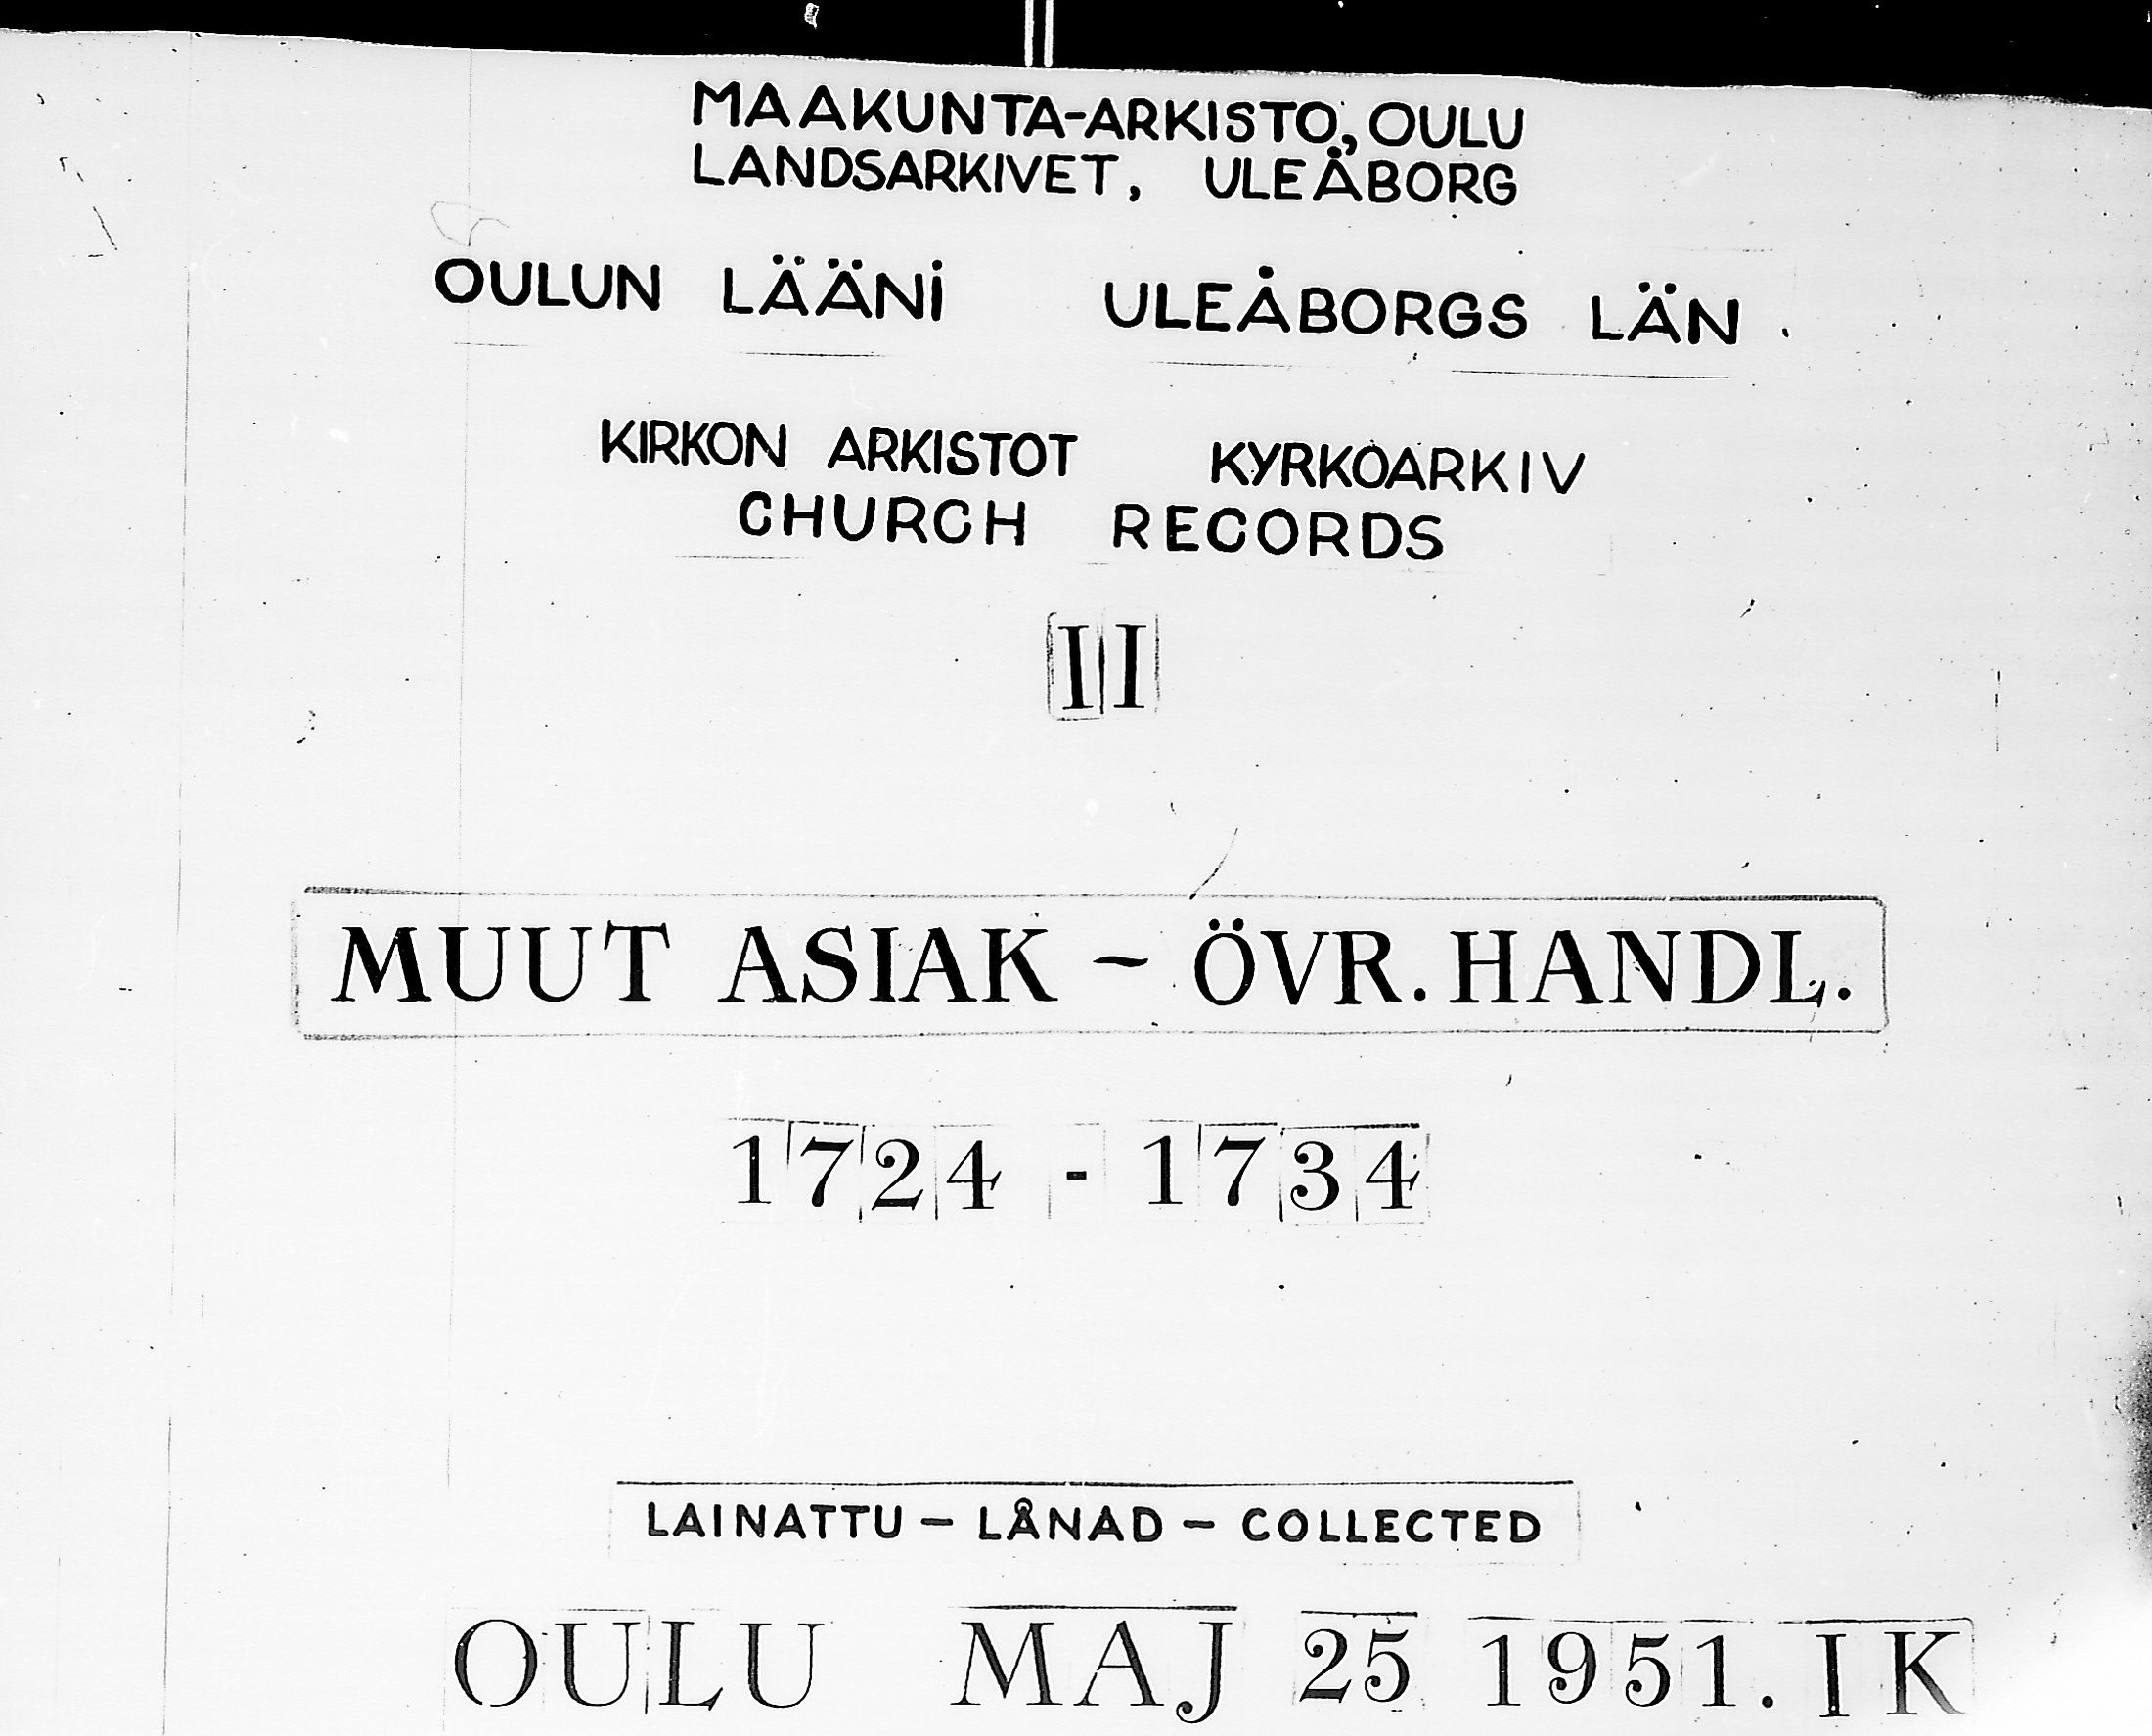 MAAKUNTA-ARKISTO, OULU
LANDSARKIVET, ULEÅBORG
OULUN LÄÄNI ULEÅBORGS LÄN.
KIRKON ARKISTOT KYRKOARKIV
CHURCH RECORDS
II
MUUT ASIAK - ÖVR. HANDL.
1724 - 1734
LAINATTU - LÅNAD - COLLECTED
OULU MAJ 25 1951. IK